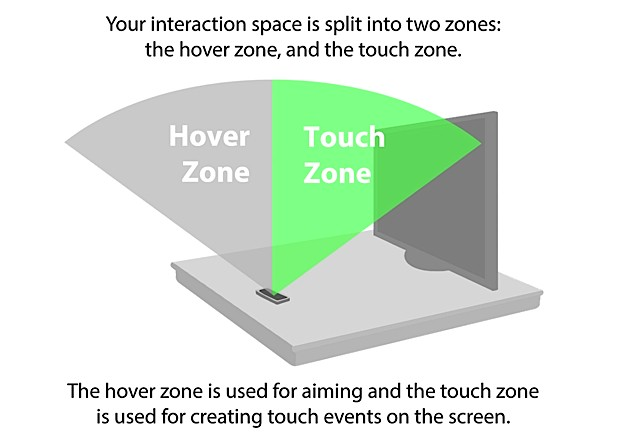 Your interaction space is split into two zones:
the hover zone, and the touch zone.
Hover
Zone
Touch
Zone
The hover zone is used for aiming and the touch zone
is used for creating touch events on the screen.